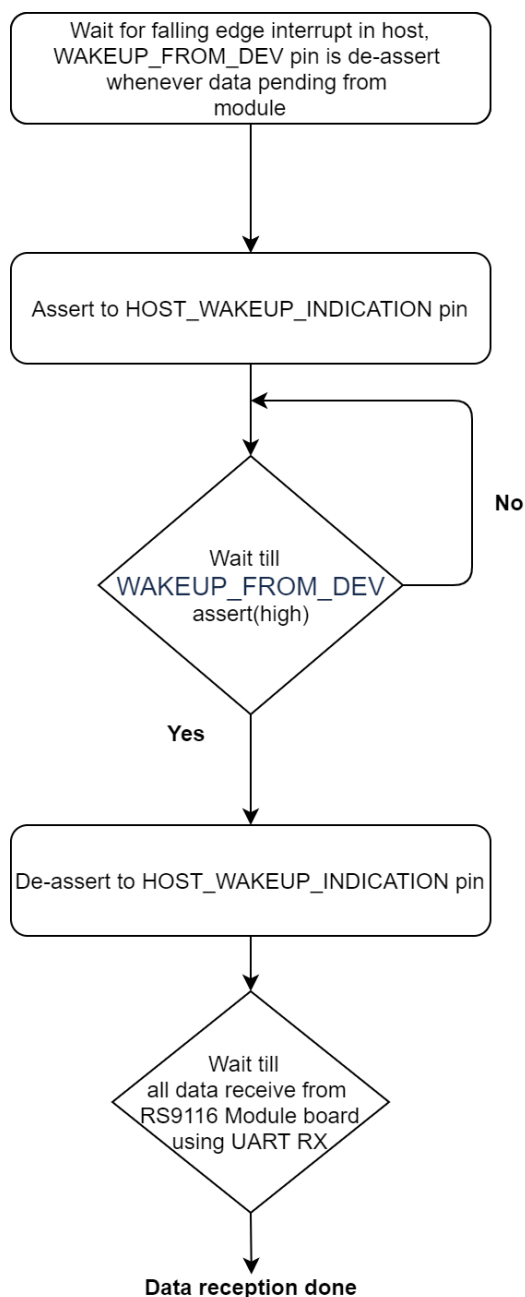 Wait for falling edge interrupt in host,
WAKEUP_FROM_DEV pin is de-assert
whenever data pending from
module
Assert to HOST_WAKEUP_INDICATION pin
No
Wait till
WAKEUP_FROM_DEV
assert(high)
Yes
De-assert to HOST_WAKEUP_INDICATION pin
Wait till
all data receive from
RS9116 Module board
using UART RX
Data reception done